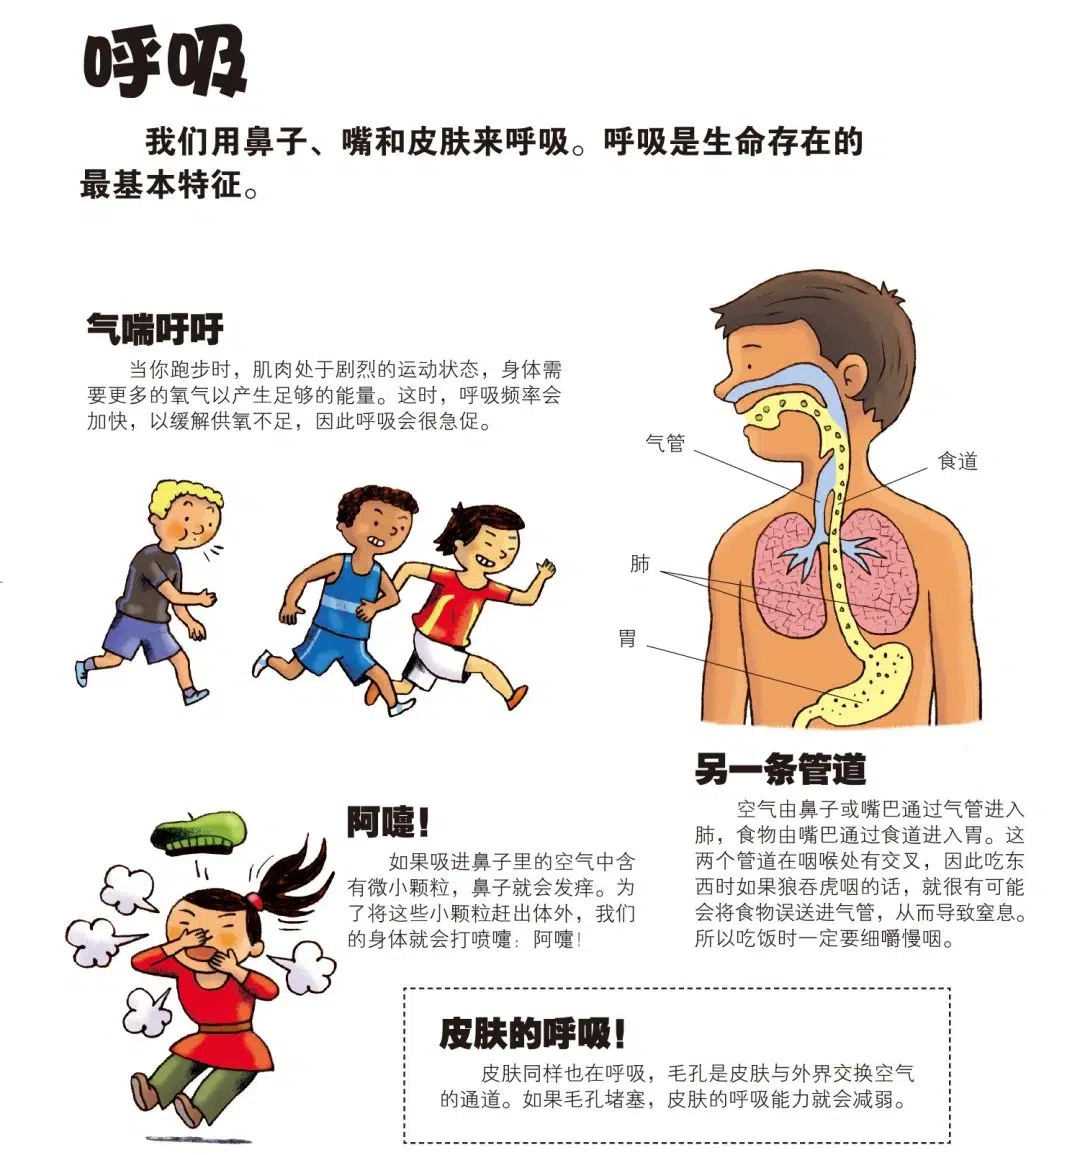 呼吸
我们用鼻子、嘴和皮肤来呼吸。呼吸是生命存在的
最基本特征。
气喘吁吁
当你跑步时，肌肉处于剧烈的运动状态，身体需
要更多的氧气以产生足够的能量。这时，呼吸频率会
加快，以缓解供氧不足，因此呼吸会很急促。
气管
食道
肺
胃
阿嚏！
如果吸进鼻子里的空气中含
有微小颗粒，鼻子就会发痒。为
了将这些小颗粒赶出体外，我们
的身体就会打喷嚏：阿嚏！
另一条管道
空气由鼻子或嘴巴通过气管进入
肺，食物由嘴巴通过食道进入胃。这
两个管道在咽喉处有交叉，因此吃东
西时如果狼吞虎咽的话，就很有可能
会将食物误送进气管，从而导致窒息。
所以吃饭时一定要细嚼慢咽。
皮肤的呼吸！
皮肤同样也在呼吸，毛孔是皮肤与外界交换空气
的通道。如果毛孔堵塞，皮肤的呼吸能力就会减弱。